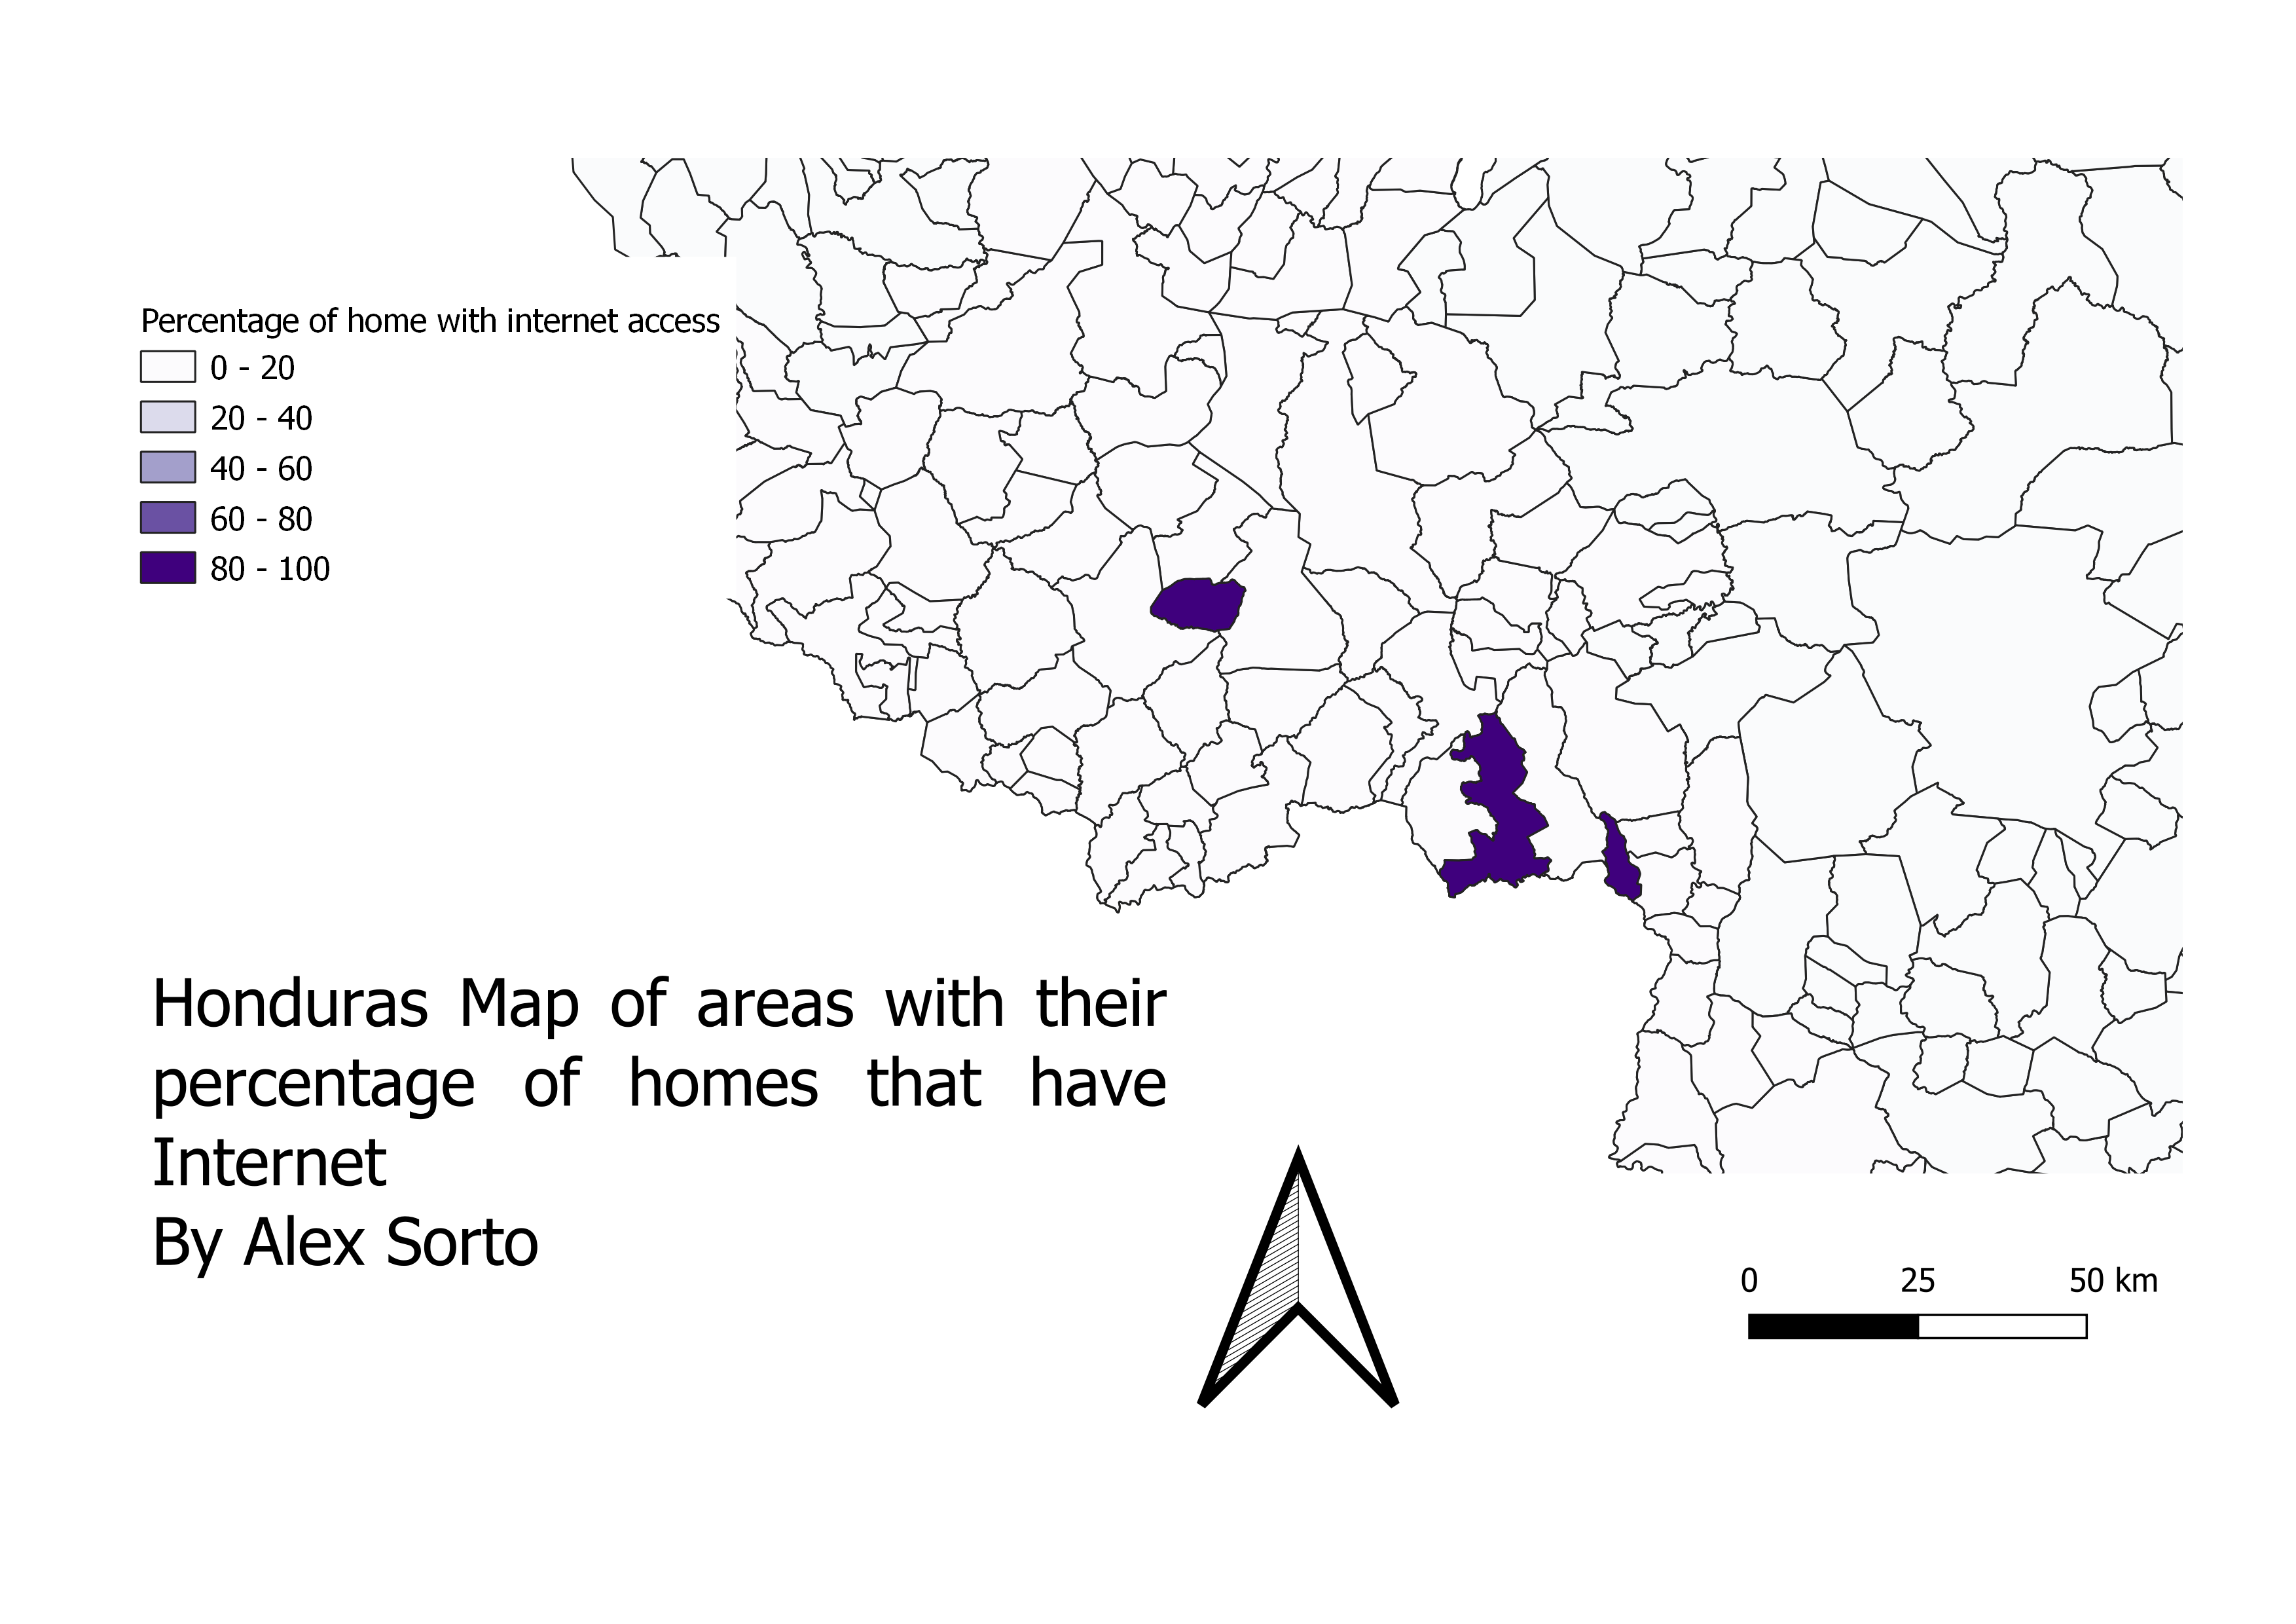 Percentage of home with internet access
0 - 20
20 - 40
40 - 60
60 - 80
80 - 100
Honduras Map of areas with their
percentage of homes that have
Internet
By Alex Sorto
0 25 50 km